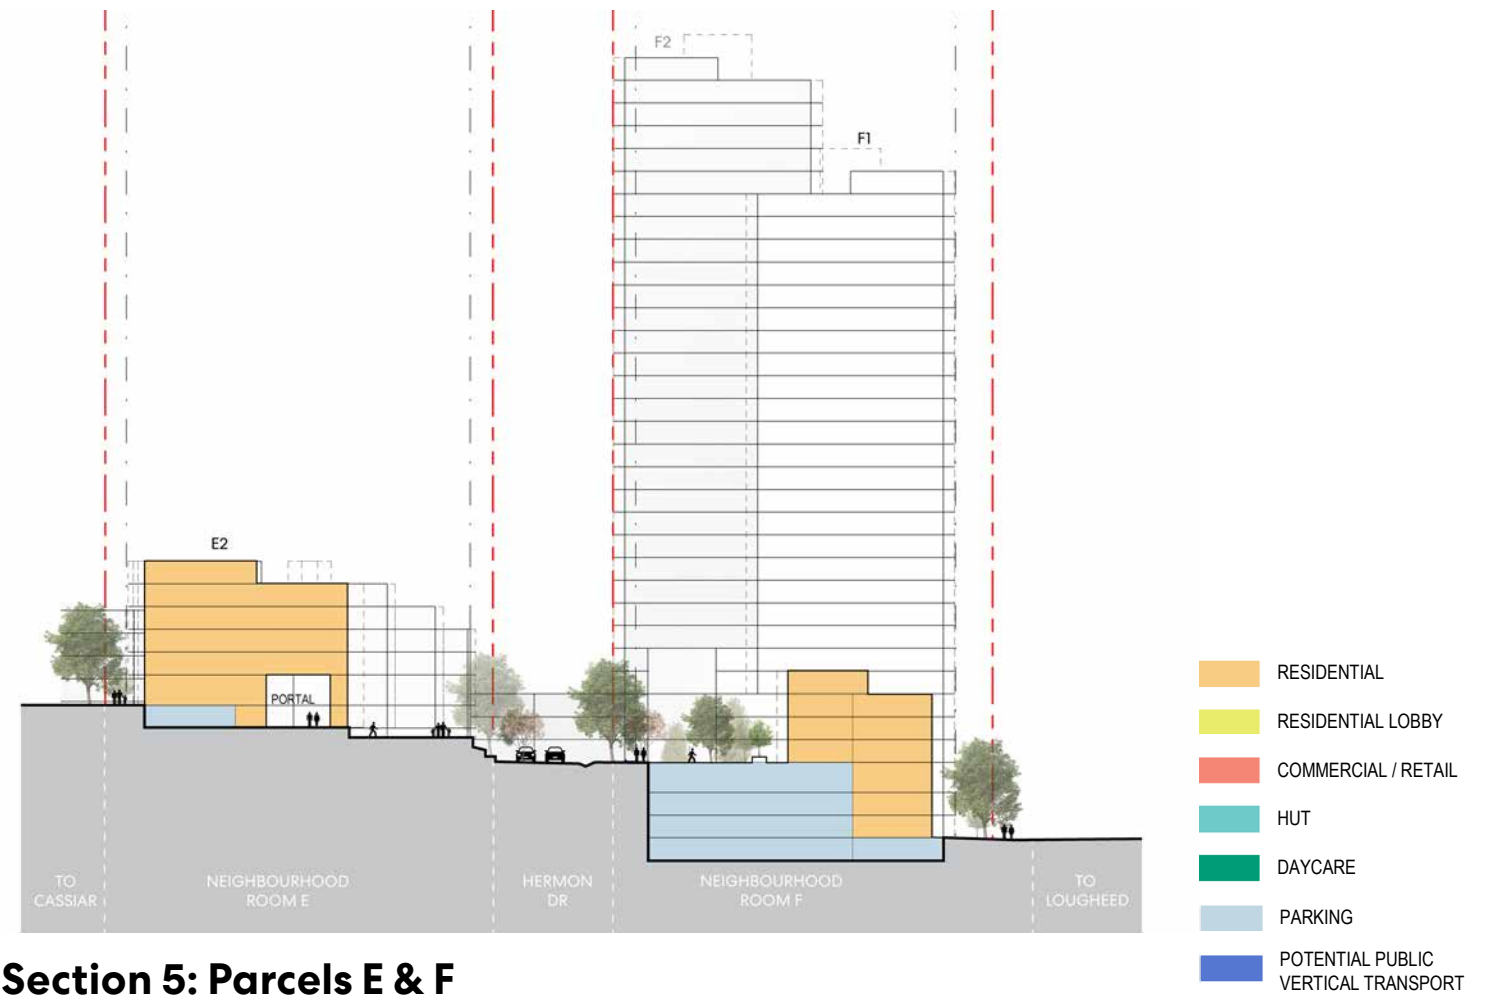 F2
F1
E2
PORTAL
TO
CASSIAR
NEIGHBOURHOOD
ROOM E
HERMON
DR
NEIGHBOURHOOD
ROOM F
TO
LOUGHEED
RESIDENTIAL
RESIDENTIAL LOBBY
COMMERCIAL / RETAIL
HUT
DAYCARE
PARKING
POTENTIAL PUBLIC
VERTICAL TRANSPORT
Section 5: Parcels E & F